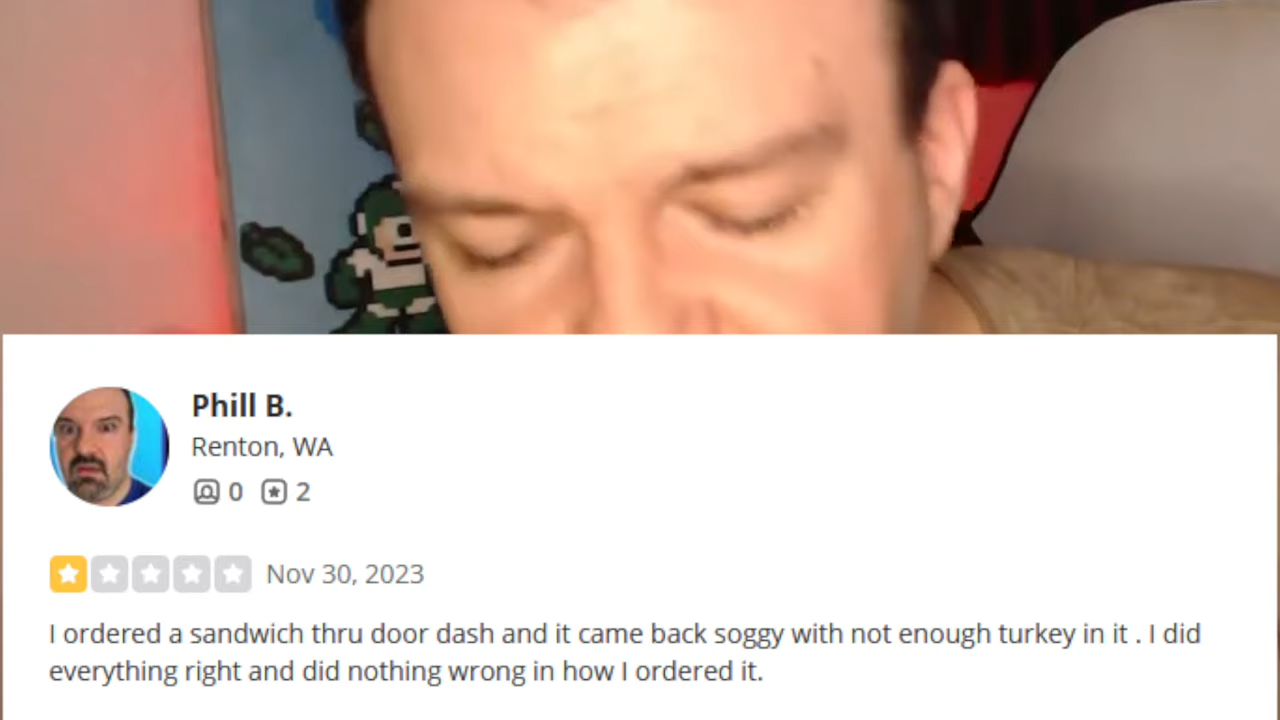 Phill B.
Renton, WA
0 2
Nov 30, 2023
I ordered a sandwich thru door dash and it came back soggy with not enough turkey in it . I did
everything right and did nothing wrong in how I ordered it.